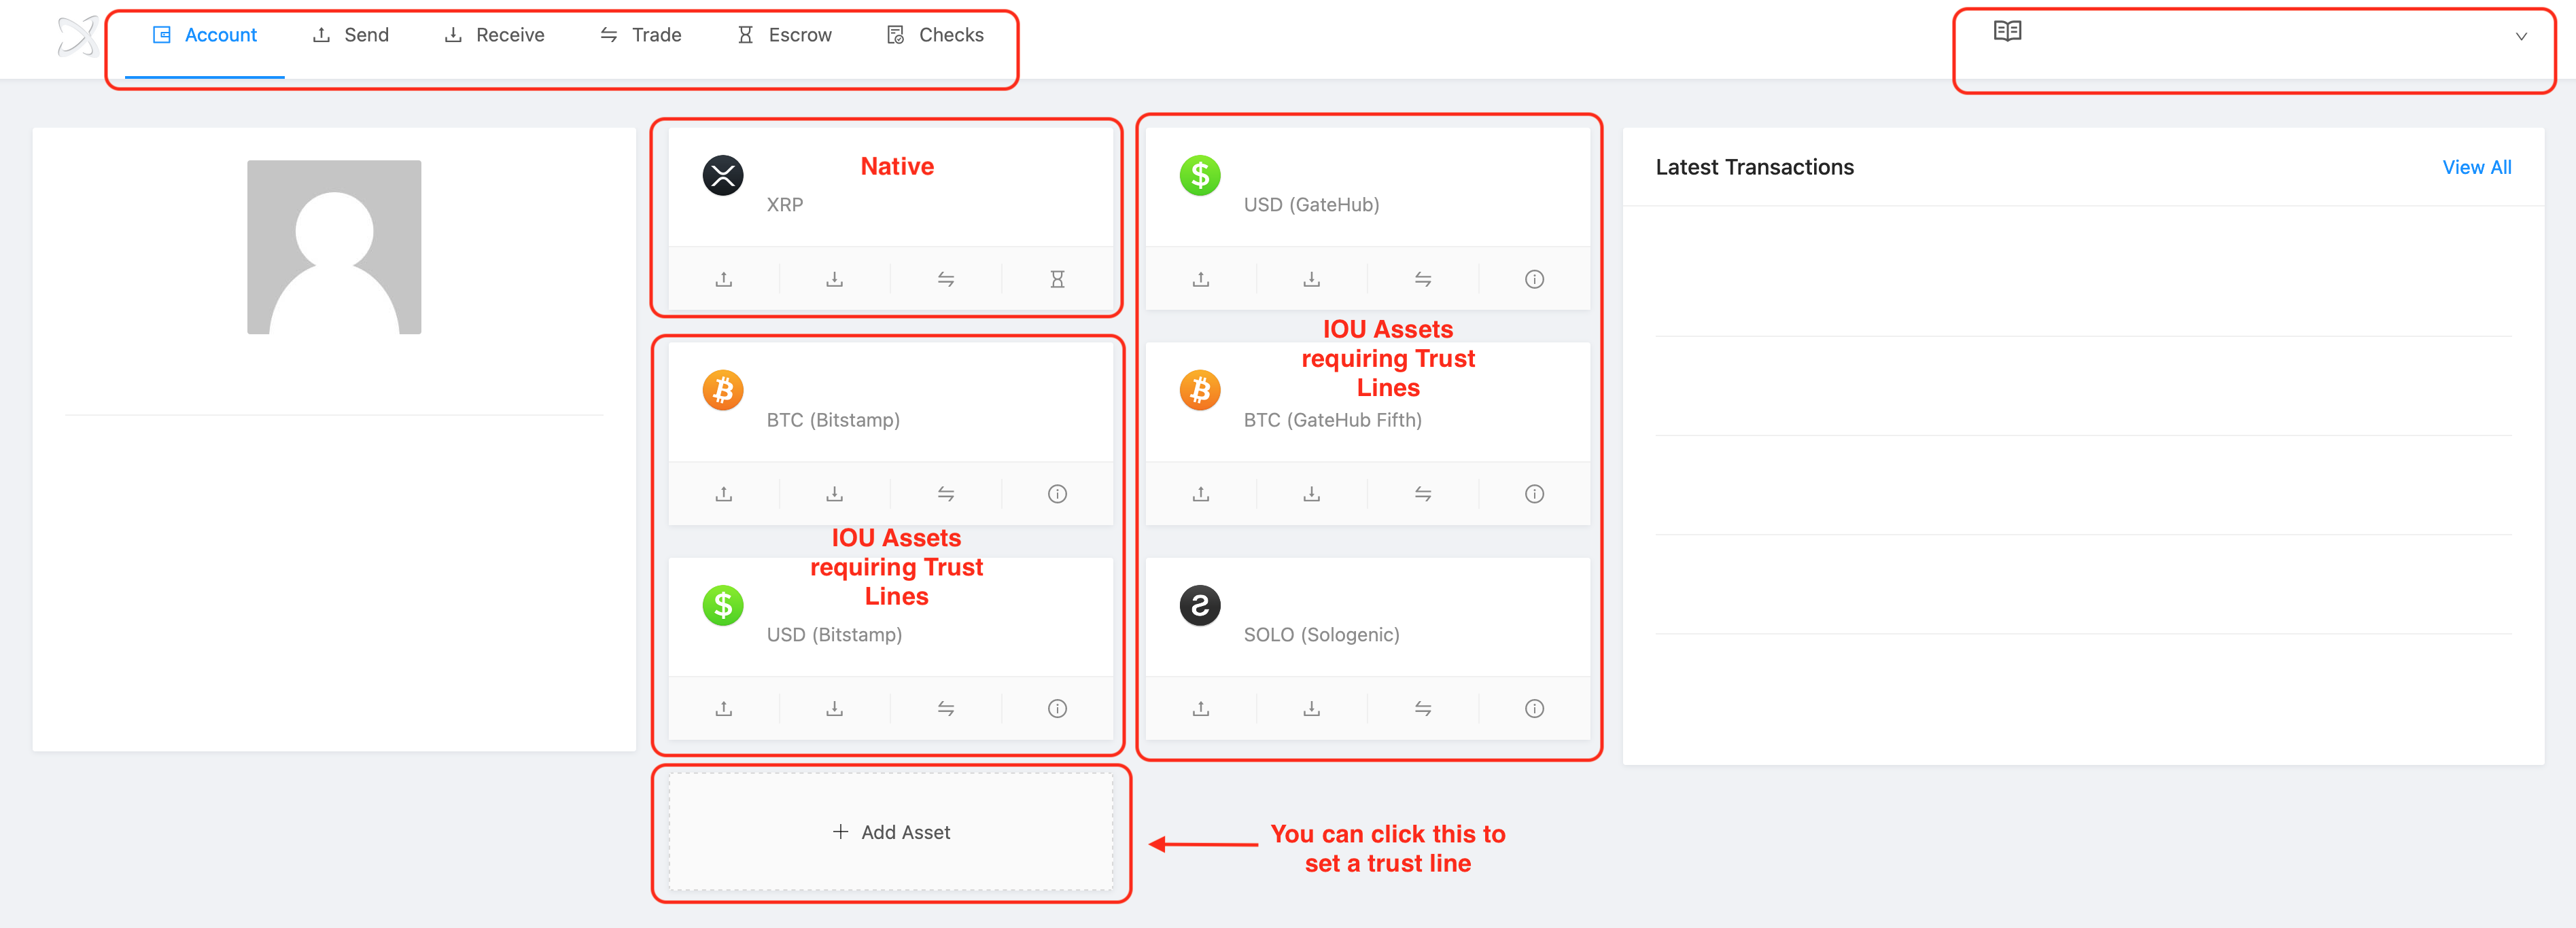 Account
Send
Receive
Trade
Escrow
Checks
Native
XRP
USD (GateHub)
IOU Assets
requiring Trust
Lines
BTC (Bitstamp)
BTC (GateHub Fifth)
IOU Assets
requiring Trust
Lines
USD (Bitstamp)
SOLO (Sologenic)
+ Add Asset
You can click this to
set a trust line
Latest Transactions
View All